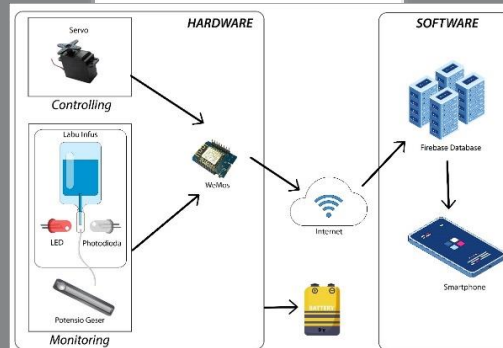 HARDWARE
SOFTWARE
Servo
Controlling
Labu Infus
LED
Photodioda
Potensio Geser
Monitoring
WeMos
Internet
BATTERY
Firebase Database
Smartphone